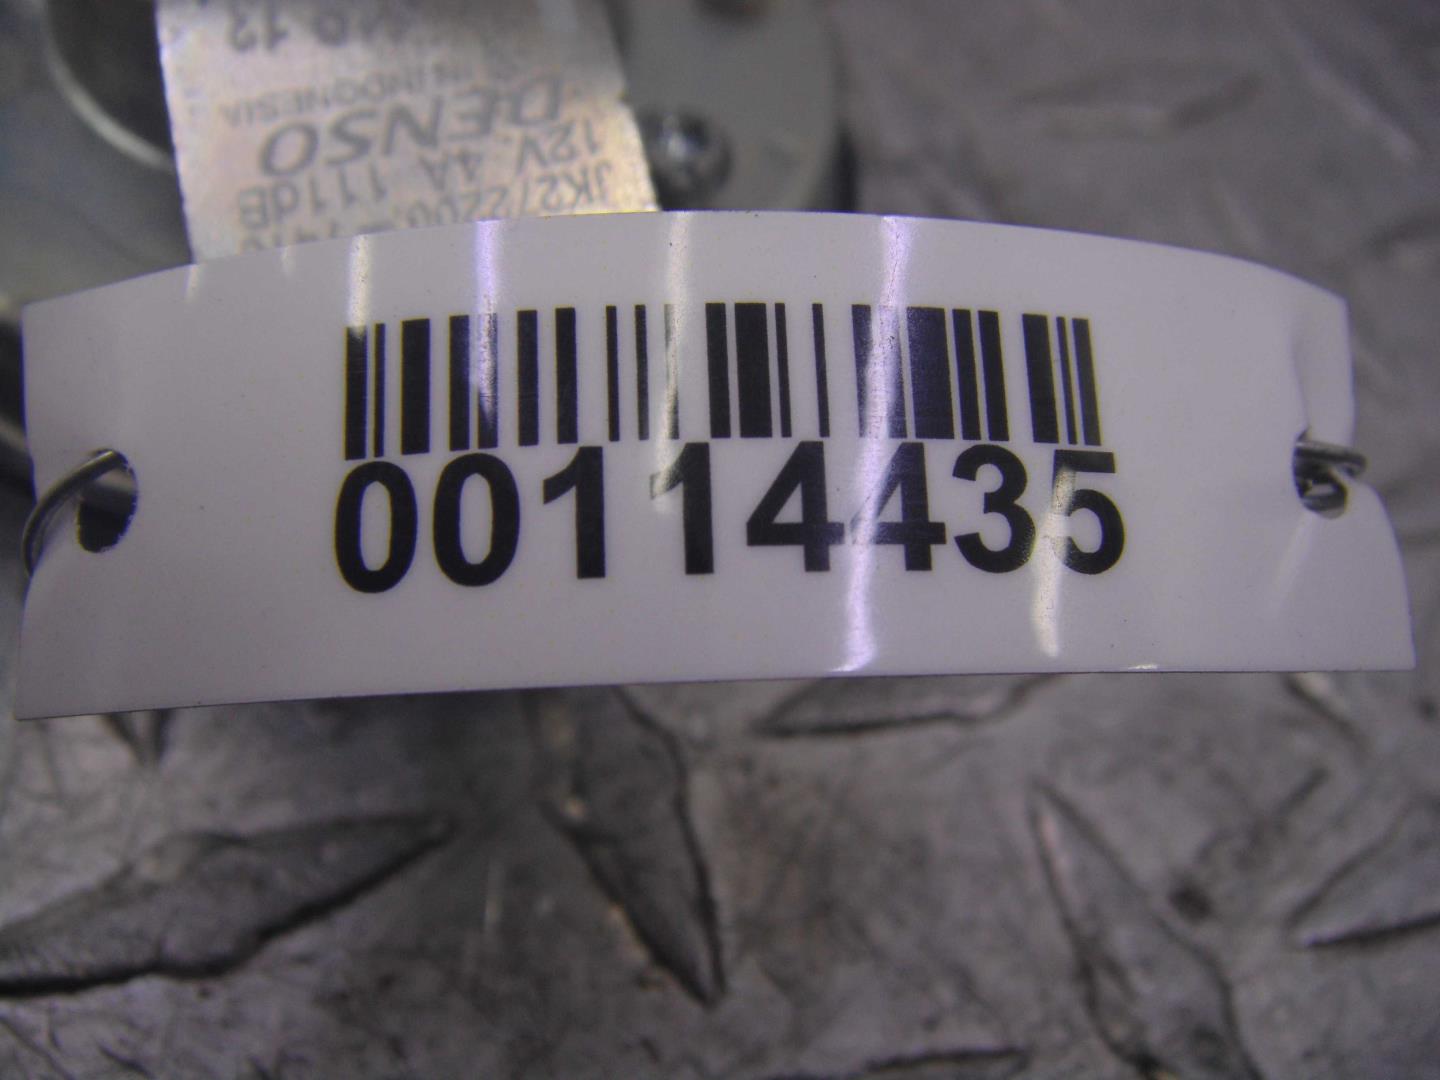 00114435
12V 4A 111dB
DENSO
INDONESIA